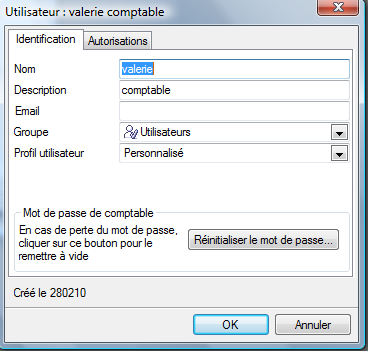 Utilisateur : valerie comptable
Identification Autorisations
Nom valerie
Description comptable
Email
Groupe Utilisateurs
Profil utilisateur Personnalisé
Mot de passe de comptable
En cas de perte du mot de passe,
cliquer sur ce bouton pour le
remettre à vide
Réinitialiser le mot de passe...
Créé le 280210
OK Annuler